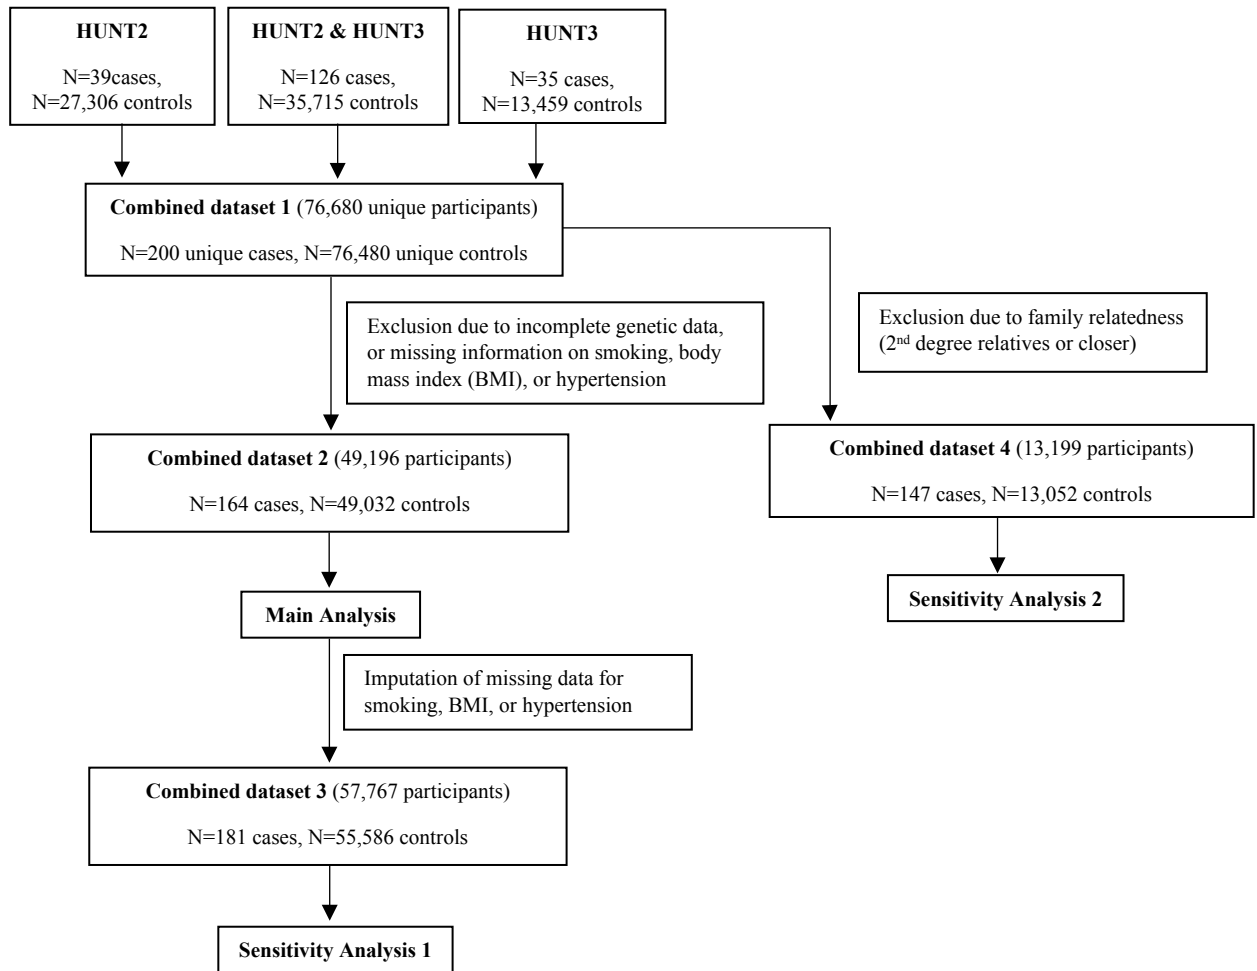 HUNT2
N=39cases,
N=27,306 controls
HUNT2 & HUNT3
N=126 cases,
N=35,715 controls
HUNT3
N=35 cases,
N=13,459 controls
Combined dataset 1 (76,680 unique participants)
N=200 unique cases, N=76,480 unique controls
Exclusion due to incomplete genetic data,
or missing information on smoking, body
mass index (BMI), or hypertension
Exclusion due to family relatedness
(2nd degree relatives or closer)
Combined dataset 2 (49,196 participants)
N=164 cases, N=49,032 controls
Combined dataset 4 (13,199 participants)
N=147 cases, N=13,052 controls
Main Analysis
Sensitivity Analysis 2
Imputation of missing data for
smoking, BMI, or hypertension
Combined dataset 3 (57,767 participants)
N=181 cases, N=55,586 controls
Sensitivity Analysis 1